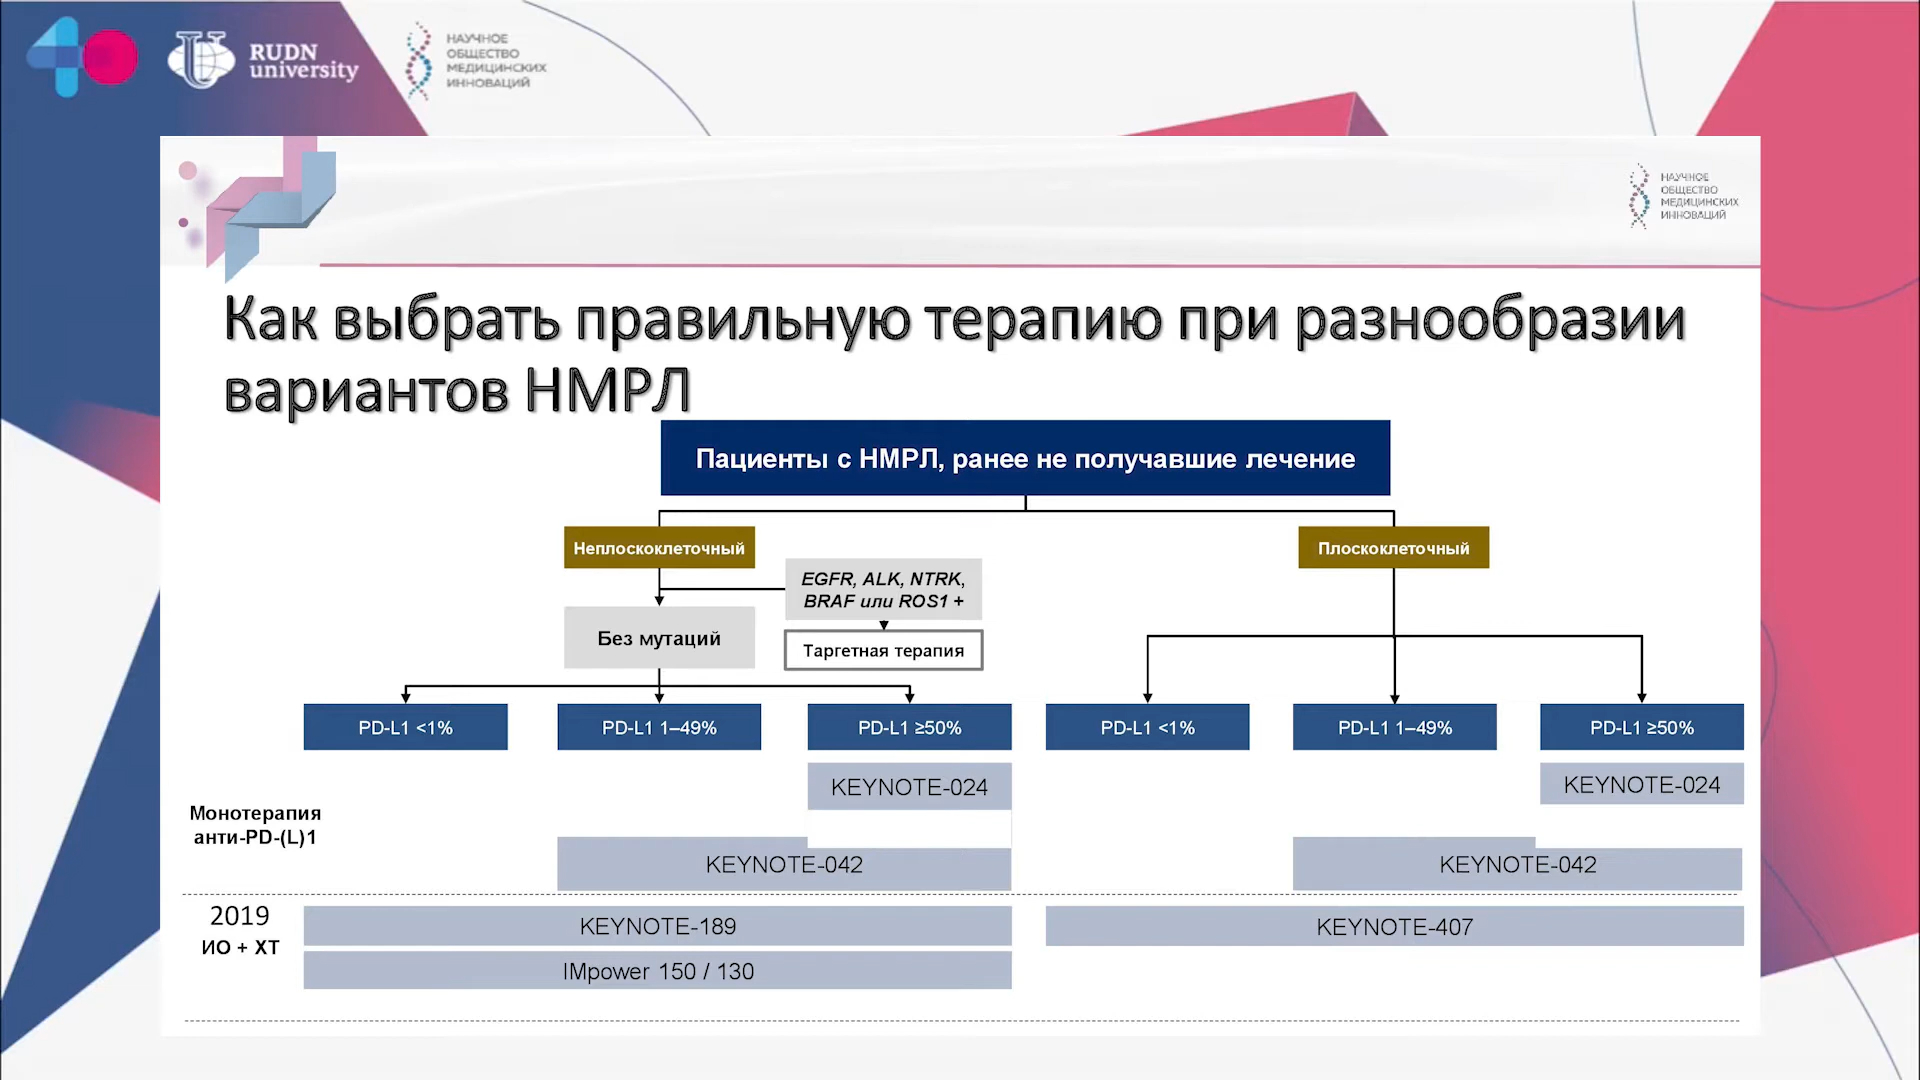 RUDN
university
НАУЧНОЕ
ОБЩЕСТВО
МЕДИЦИНСКИХ
ИННОВАЦИЙ
НАУЧНОЕ
ОБЩЕСТВО
МЕДИЦИНСКИХ
ИННОВАЦИЙ
Как выбрать правильную терапию при разнообразии
вариантов НМРЛ
Пациенты с НМРЛ, ранее не получавшие лечение
Неплоскоклеточный
Плоскоклеточный
EGFR, ALK, NTRK,
BRAF или ROS1 +
Без мутаций
Таргетная терапия
PD-L1 <1%
PD-L1 1–49%
PD-L1 ≥50%
PD-L1 <1%
PD-L1 1–49%
PD-L1 ≥50%
KEYNOTE-024
KEYNOTE-024
Монотерапия
анти-PD-(L)1
KEYNOTE-042
KEYNOTE-042
2019
ИО + ХТ
KEYNOTE-189
KEYNOTE-407
IMpower 150 / 130